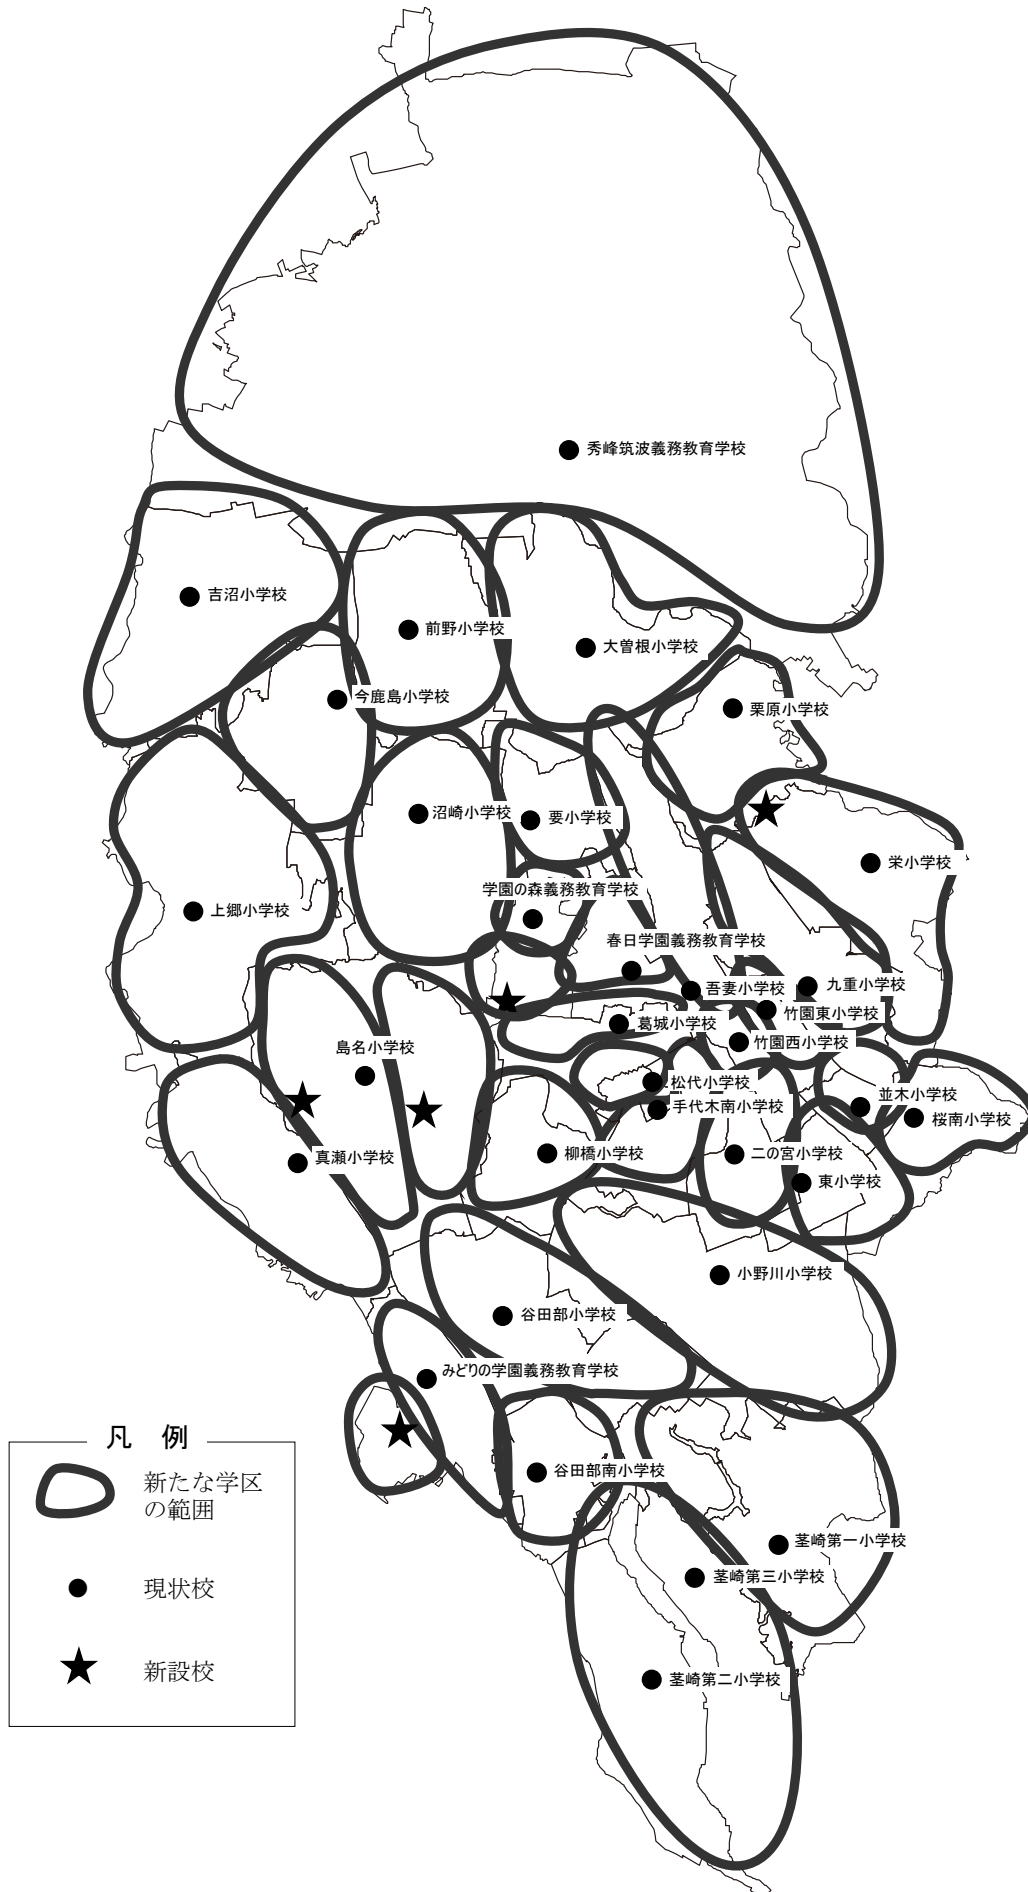 秀峰筑波義務教育学校
吉沼小学校
前野小学校
大曽根小学校
今鹿島小学校
栗原小学校
沼崎小学校
要小学校
栄小学校
学園の森義務教育学校
上郷小学校
春日学園義務教育学校
吾妻小学校
九重小学校
竹園東小学校
葛城小学校
竹園西小学校
島名小学校
松代小学校
並木小学校
手代木南小学校
桜南小学校
真瀬小学校
柳橋小学校
二の宮小学校
東小学校
小野川小学校
谷田部小学校
みどりの学園義務教育学校
谷田部南小学校
茎崎第一小学校
茎崎第三小学校
茎崎第二小学校
凡 例
新たな学区
の範囲
現状校
新設校